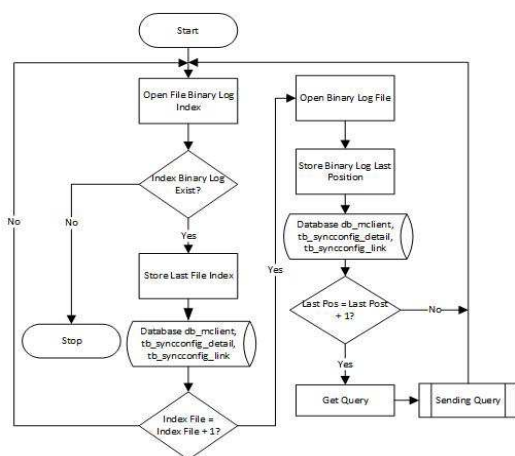 Start
Open File Binary Log
Index
Index Binary Log
Exist?
No
No
Yes
Store Last File Index
Stop
Database db_mclient,
tb_syncconfig_detail,
tb_syncconfig_link
Index File =
Index File + 1?
Yes
Open Binary Log File
Store Binary Log Last
Position
Database db_mclient,
tb_syncconfig_detail,
tb_syncconfig_link
Last Pos = Last Post
+ 1?
No
Yes
Get Query
Sending Query